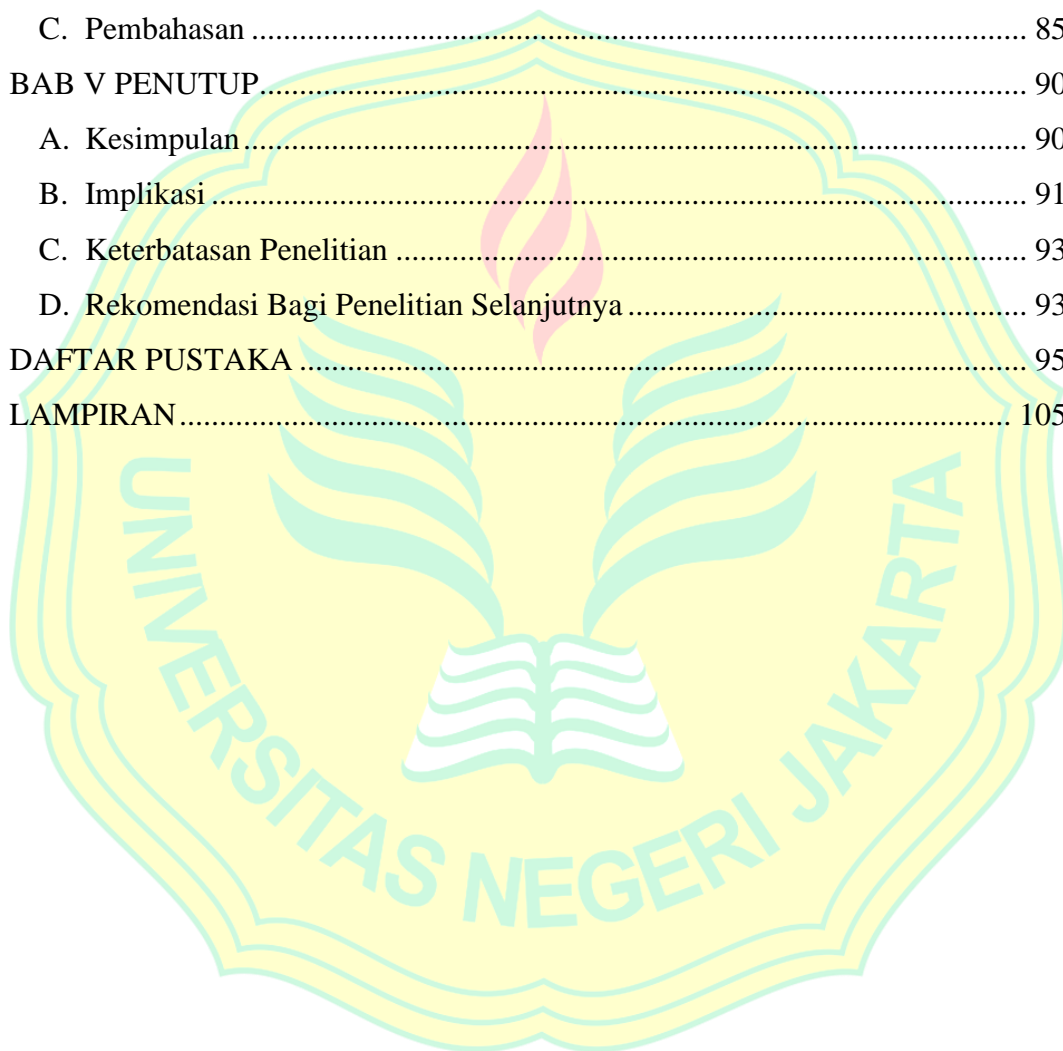 C. Pembahasan ........................................................................................................ 85
BAB V PENUTUP........................................................................................................ 90
A. Kesimpulan ........................................................................................................ 90
B. Implikasi ........................................................................................................ 91
C. Keterbatasan Penelitian ........................................................................................ 93
D. Rekomendasi Bagi Penelitian Selanjutnya ........................................................ 93
DAFTAR PUSTAKA ........................................................................................................ 95
LAMPIRAN........................................................................................................ 105
UNIVERSITAS NEGERI JAKARTA